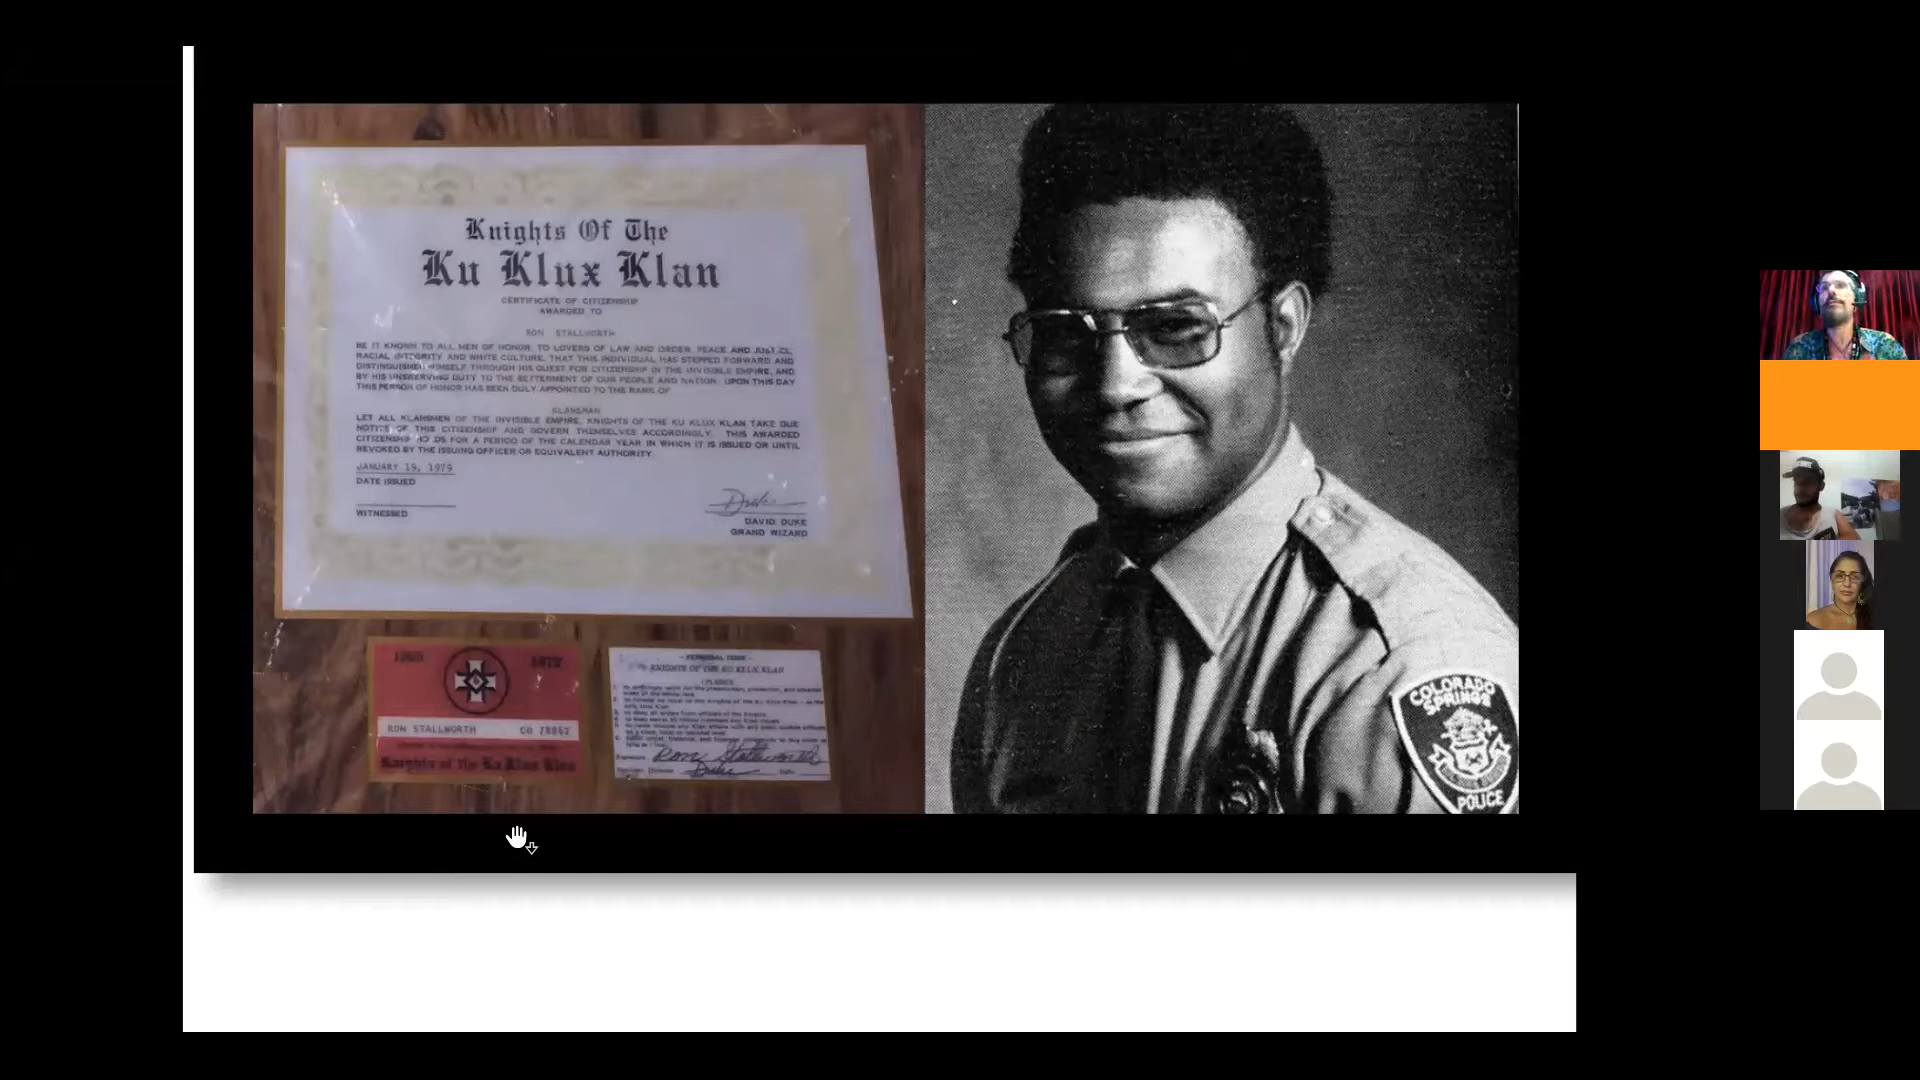 Knights Of The
Ku Klux Klan
CERTIFICATE OF CITIZENSHIP
AWARDED TO
RON STALLWORTH
BE IT KNOWN TO ALL MEN OF HONOR, TO LOVERS OF LAW AND ORDER, PEACE AND JUSTICE,
RACIAL INTEGRITY AND WHITE CULTURE, THAT THIS INDIVIDUAL HAS STEPPED FORWARD AND
DISTINGUISHED HIMSELF THROUGH HIS QUEST FOR CITIZENSHIP IN THE INVISIBLE EMPIRE, AND
BY HIS UNSWERVING DUTY TO THE BETTERMENT OF OUR PEOPLE AND NATION. UPON THIS DAY
THIS PERSON OF HONOR HAS BEEN DULY APPOINTED TO THE RANK OF
KLANSMAN
LET ALL KLANSMEN OF THE INVISIBLE EMPIRE, KNIGHTS OF THE KU KLUX KLAN TAKE DUE
NOTICE OF THIS CITIZENSHIP AND GOVERN THEMSELVES ACCORDINGLY. THIS AWARDED
CITIZENSHIP HOLDS FOR A PERIOD OF THE CALENDAR YEAR IN WHICH IT IS ISSUED OR UNTIL
REVOKED BY THE ISSUING OFFICER OR EQUIVALENT AUTHORITY.
JANUARY 19, 1979
DATE ISSUED
WITNESSED
Duke
DAVID DUKE
GRAND WIZARD
RON STALLWORTH
Knights of the Ku Klux Klan
- PERSONAL CODE -
KNIGHTS OF THE KU KLUX KLAN
Ron Stallworth
Duke
COLORADO
SPRINGS
POLICE